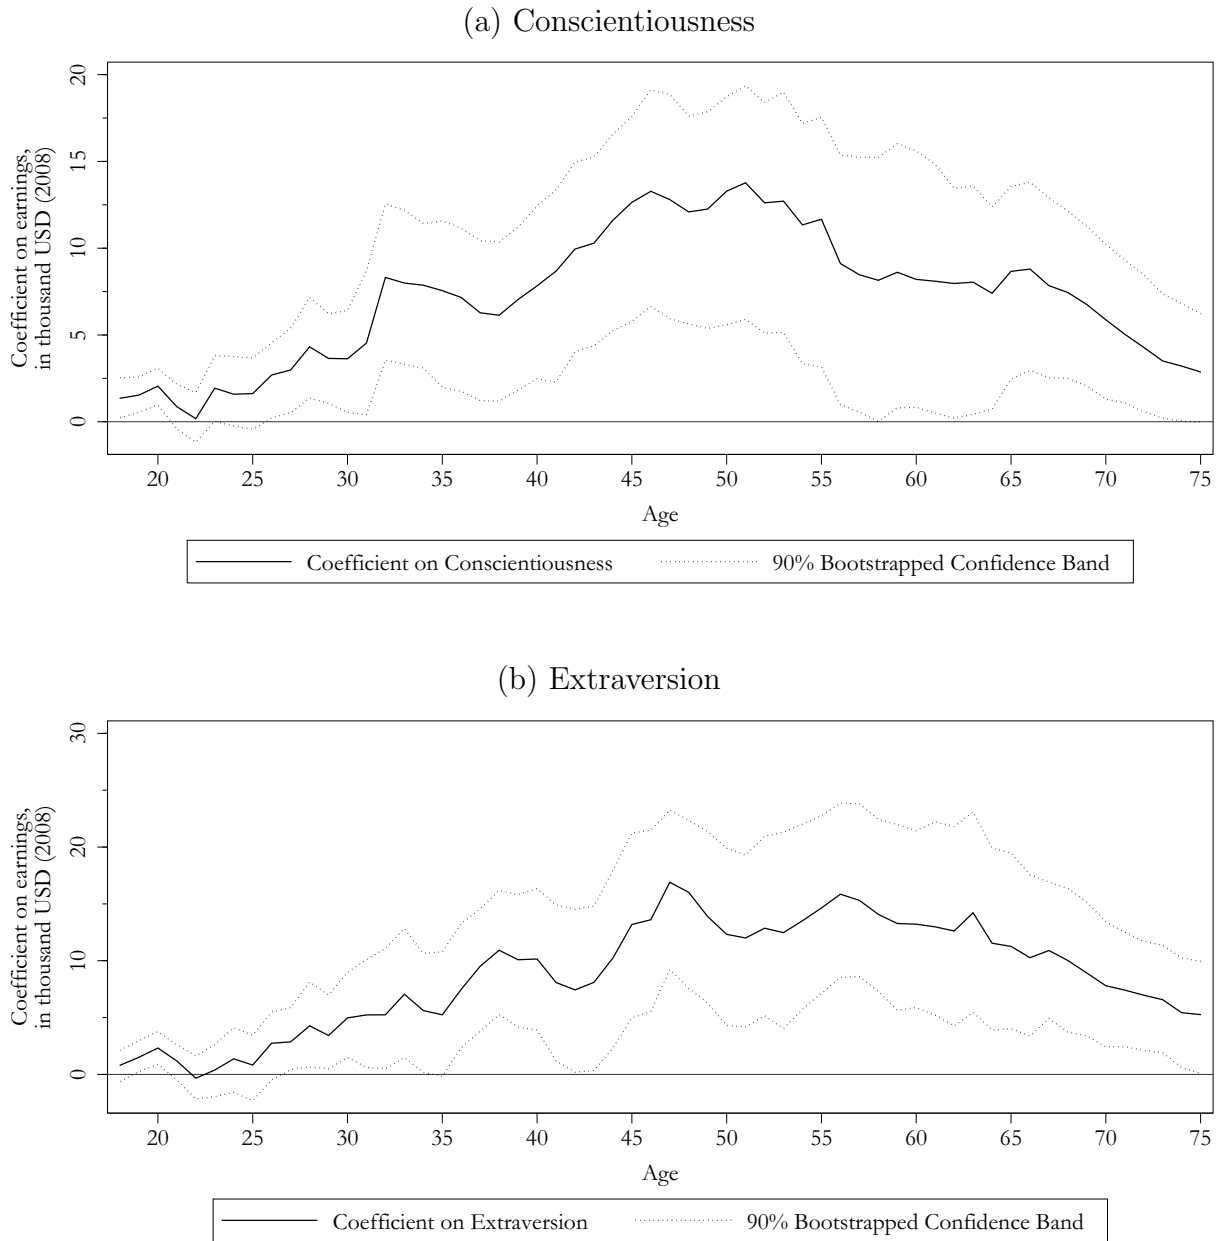 (a) Conscientiousness
Coefficient on earnings,
in thousand USD (2008)
20
15
10
5
0
20 25 30 35 40 45 50 55 60 65 70 75
Age
Coefficient on Conscientiousness 90% Bootstrapped Confidence Band
(b) Extraversion
Coefficient on earnings,
in thousand USD (2008)
30
20
10
0
20 25 30 35 40 45 50 55 60 65 70 75
Age
Coefficient on Extraversion 90% Bootstrapped Confidence Band